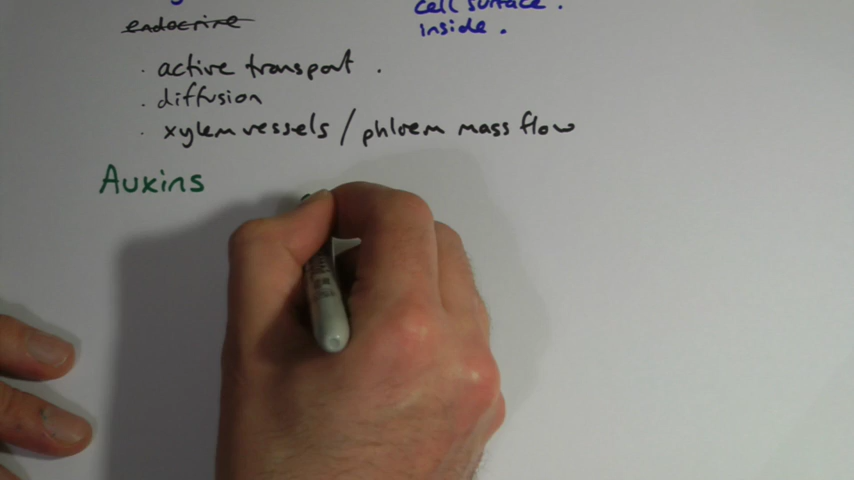 cell surface.
endocrine
inside.
. active transport .
. diffusion
. xylem vessels / phloem mass flow
Auxins